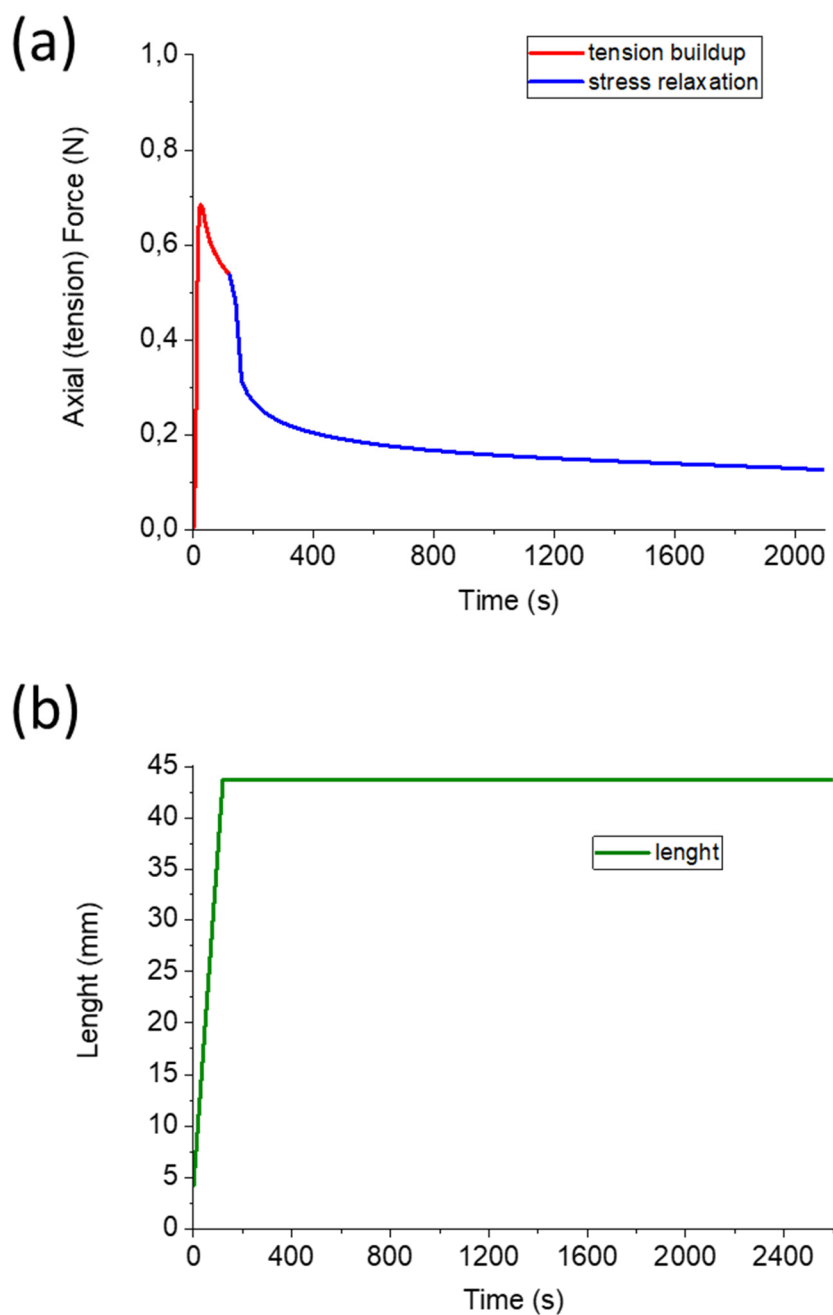 (a)
1,0
0,8
0,6
0,4
0,2
0,0
Axial (tension) Force (N)
tension buildup
stress relaxation
0 400 800 1200 1600 2000
Time (s)
(b)
45
40
35
30
25
20
15
10
5
0
Lenght (mm)
lenght
0 400 800 1200 1600 2000 2400
Time (s)